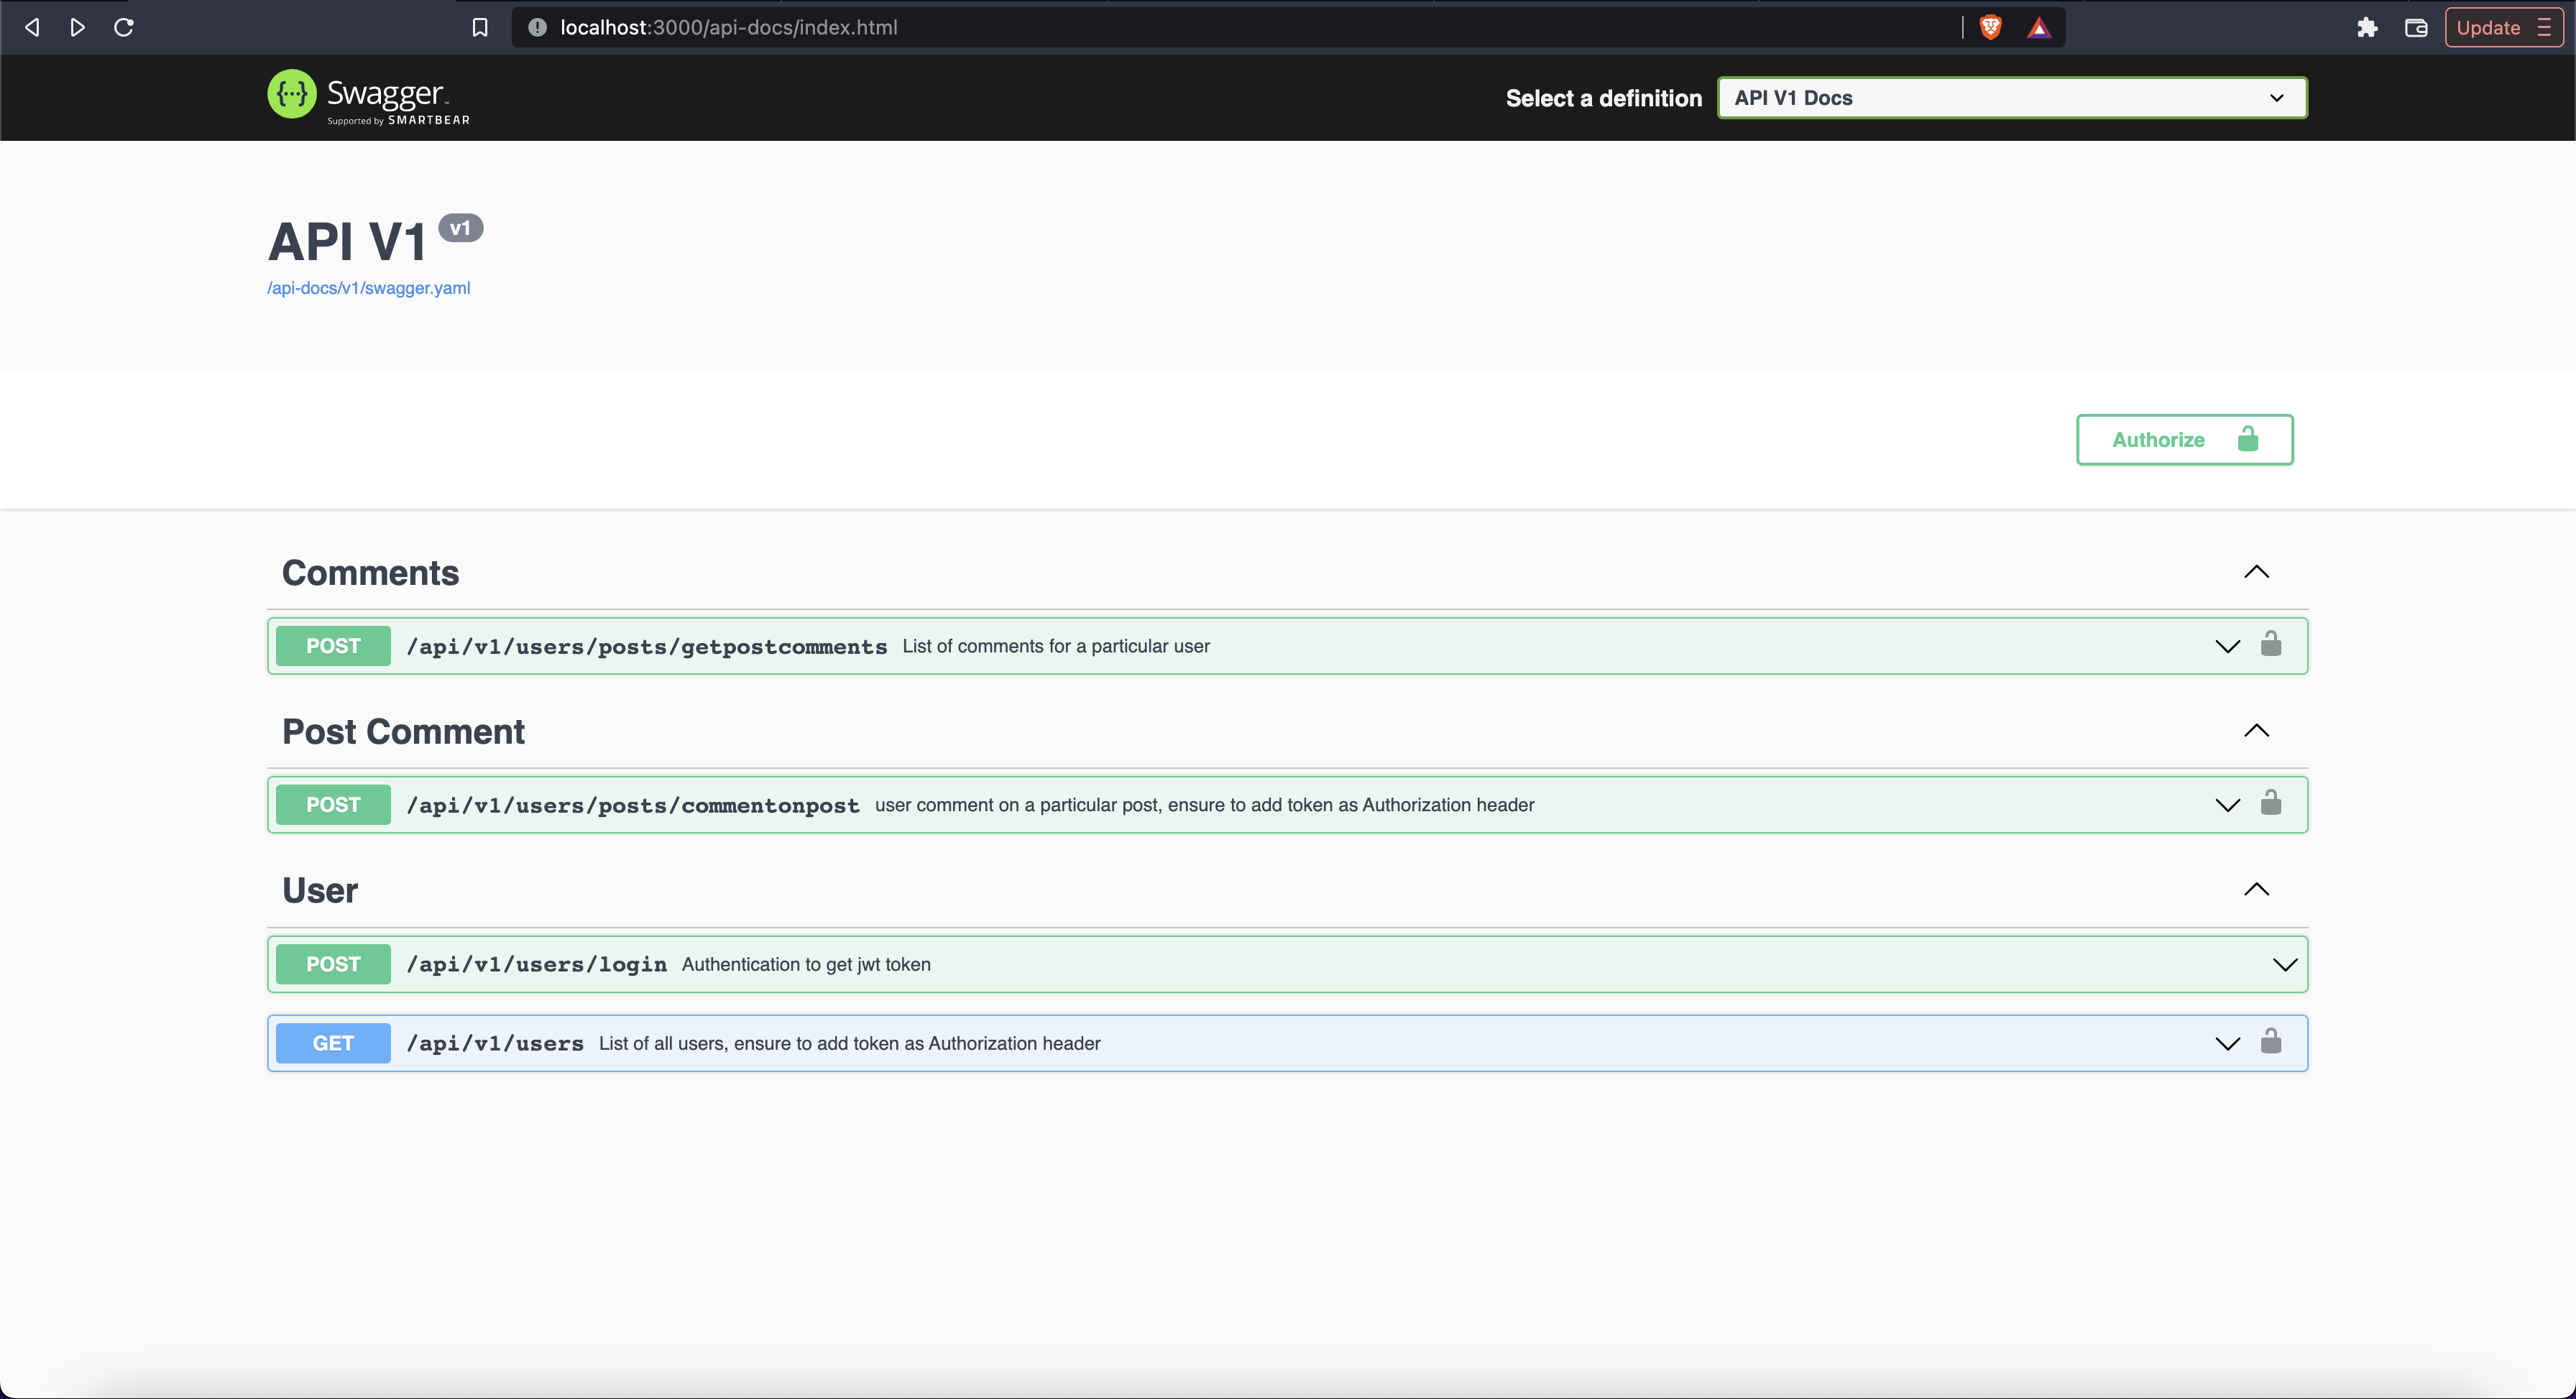 localhost:3000/api-docs/index.html
Update
Swagger™
Supported by SMARTBEAR
Select a definition
API V1 Docs
API V1 v1
/api-docs/v1/swagger.yaml
Authorize
Comments
POST /api/v1/users/posts/getpostcomments List of comments for a particular user
Post Comment
POST /api/v1/users/posts/commentonpost user comment on a particular post, ensure to add token as Authorization header
User
POST /api/v1/users/login Authentication to get jwt token
GET /api/v1/users List of all users, ensure to add token as Authorization header